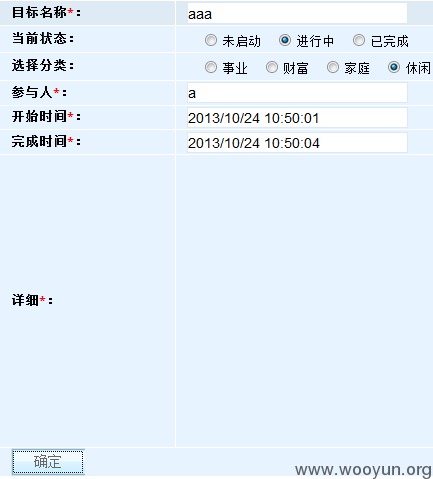 目标名称*： aaa
当前状态： 未启动 进行中 已完成
选择分类： 事业 财富 家庭 休闲
参与人*： a
开始时间*： 2013/10/24 10:50:01
完成时间*： 2013/10/24 10:50:04
详细*：
确定
www.wooyun.org